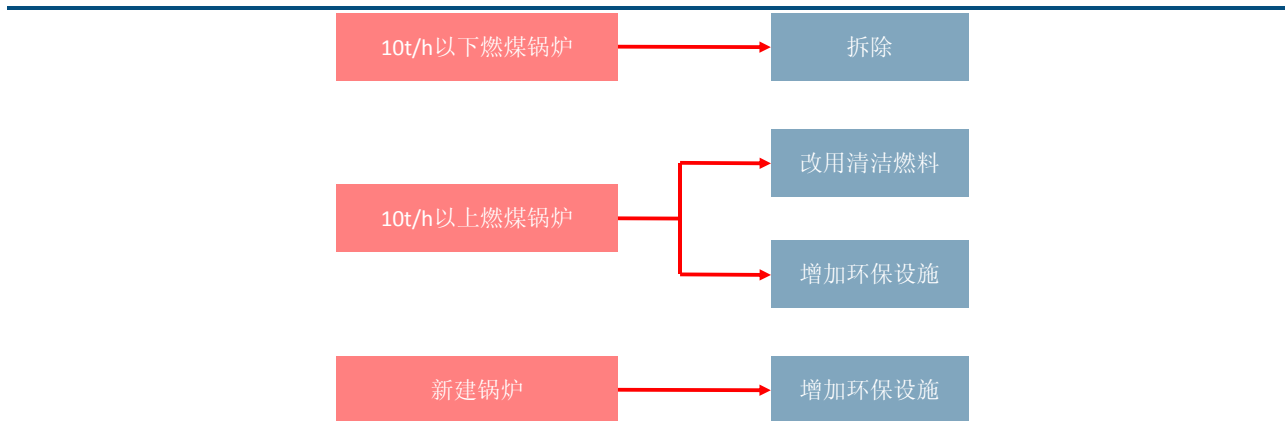 10t/h以下燃煤锅炉
拆除
改用清洁燃料
10t/h以上燃煤锅炉
增加环保设施
新建锅炉
增加环保设施